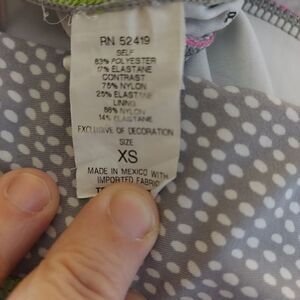 RN 52419
SELF
83% POLYESTER
17% ELASTANE
CONTRAST
75% NYLON
25% ELASTANE
LINING
86% NYLON
14% ELASTANE
EXCLUSIVE OF DECORATION
SIZE
XS
MADE IN MEXICO WITH
IMPORTED FABRIC